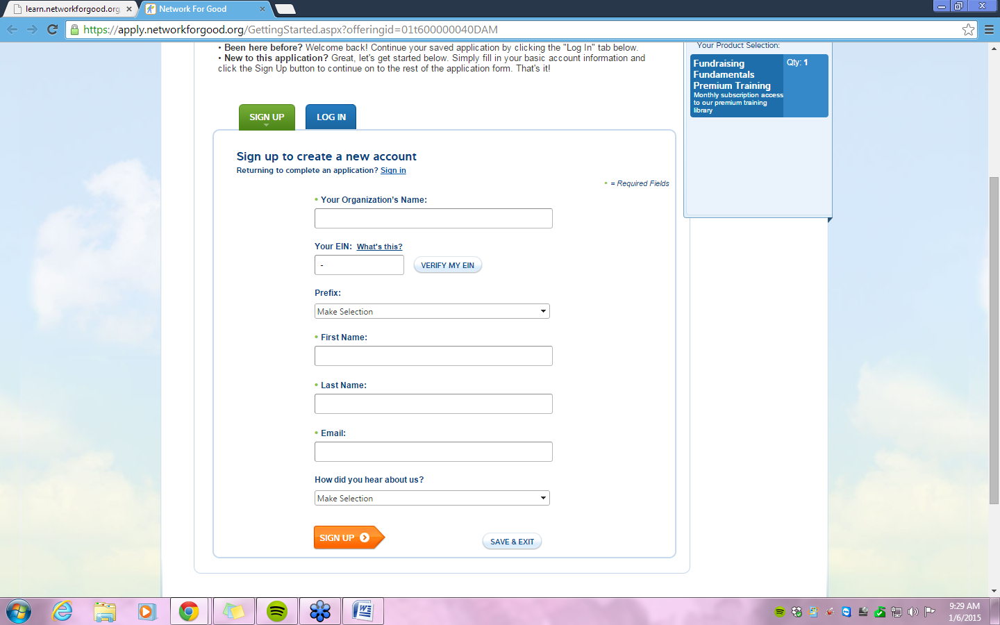 learn.networkforgood.org
Network For Good
https://apply.networkforgood.org/GettingStarted.aspx?offeringid=01t600000040DAM
• Been here before? Welcome back! Continue your saved application by clicking the "Log In" tab below.
• New to this application? Great, let's get started below. Simply fill in your basic account information and
click the Sign Up button to continue on to the rest of the application form. That's it!
Your Product Selection:
Fundraising
Fundamentals
Premium Training
Monthly subscription access
to our premium training
library
Qty: 1
SIGN UP
LOG IN
Sign up to create a new account
Returning to complete an application? Sign in
• = Required Fields
• Your Organization's Name:
Your EIN: What's this?
-
VERIFY MY EIN
Prefix:
Make Selection
• First Name:
• Last Name:
• Email:
How did you hear about us?
Make Selection
SIGN UP
SAVE & EXIT
9:29 AM
1/6/2015